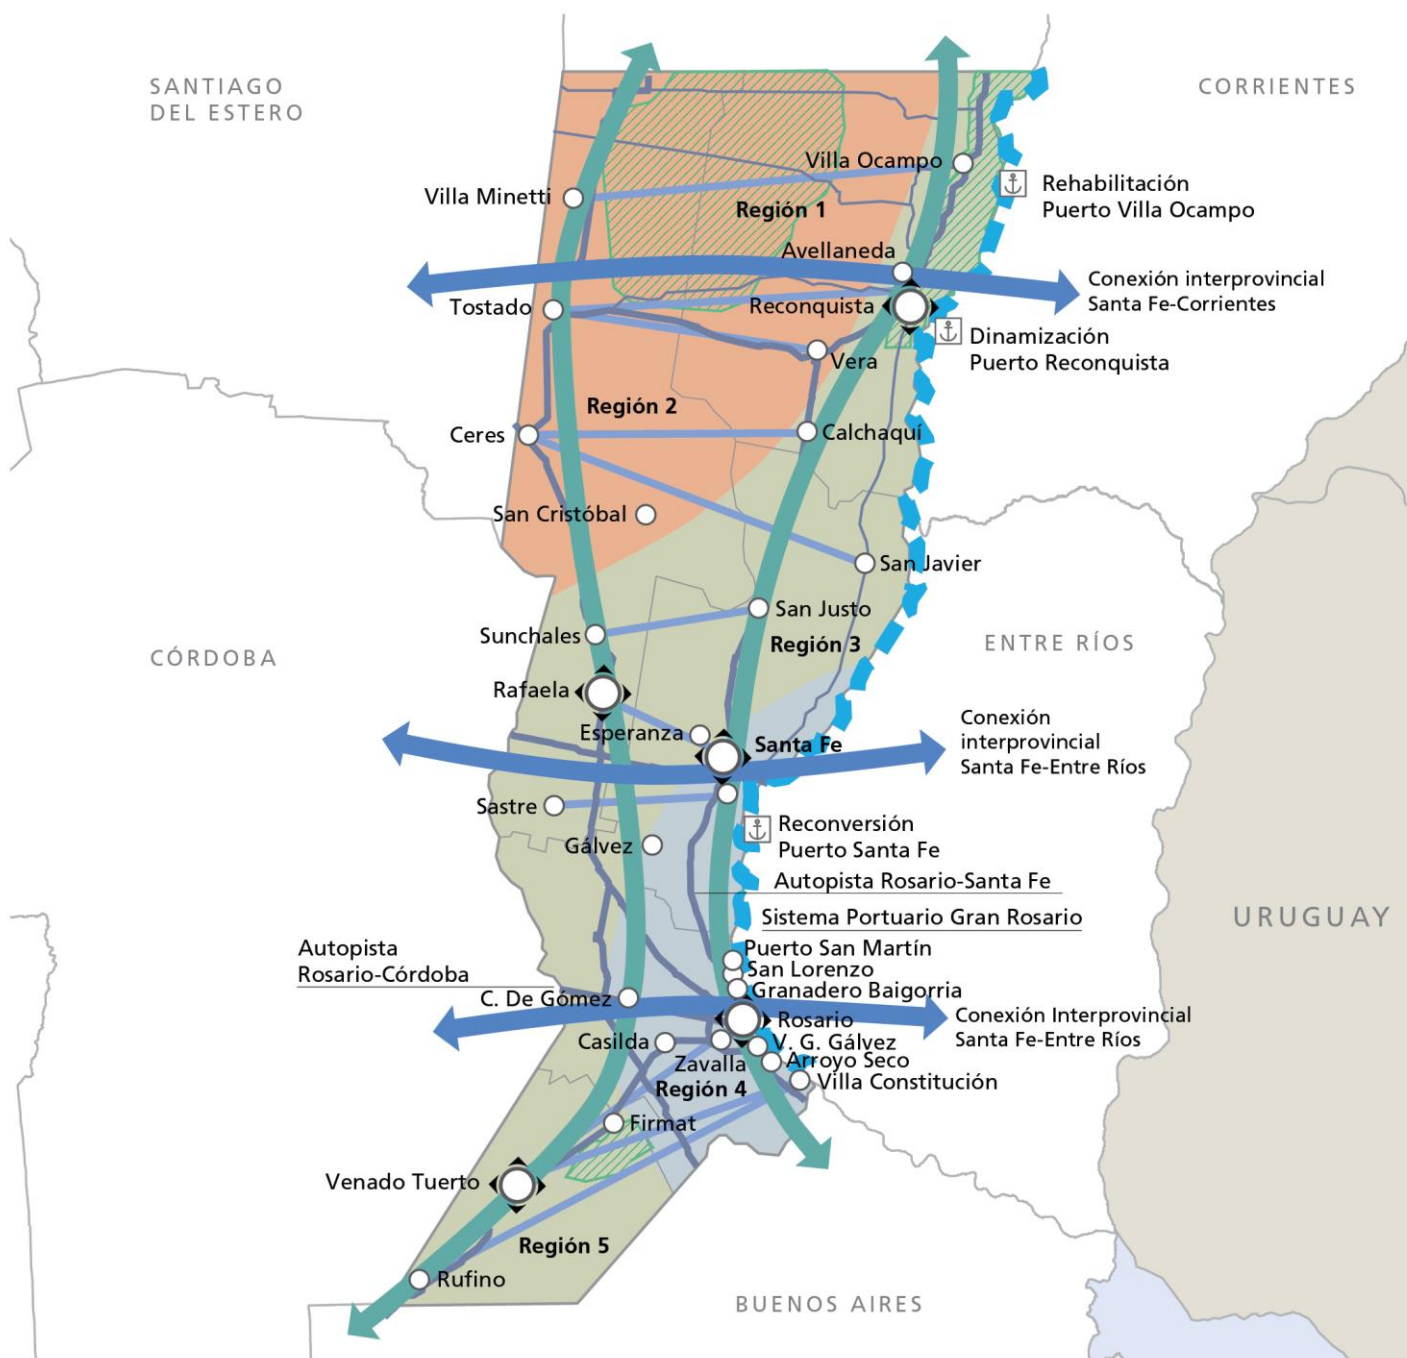 SANTIAGO
DEL ESTERO
CORRIENTES
Villa Ocampo
Villa Minetti
Rehabilitación
Puerto Villa Ocampo
Región 1
Avellaneda
Conexión interprovincial
Santa Fe-Corrientes
Tostado
Reconquista
Dinamización
Puerto Reconquista
Vera
Región 2
Ceres
Calchaquí
San Cristóbal
San Javier
San Justo
Sunchales
Región 3
ENTRE RÍOS
CÓRDOBA
Rafaela
Esperanza
Santa Fe
Conexión
interprovincial
Santa Fe-Entre Ríos
Sastre
Gálvez
Reconversión
Puerto Santa Fe
Autopista Rosario-Santa Fe
Sistema Portuario Gran Rosario
URUGUAY
Autopista
Rosario-Córdoba
Puerto San Martín
San Lorenzo
Granadero Baigorria
C. De Gómez
Rosario
Conexión Interprovincial
Santa Fe-Entre Ríos
Casilda
V. G. Gálvez
Zavalla
Arroyo Seco
Villa Constitución
Región 4
Firmat
Venado Tuerto
Región 5
Rufino
BUENOS AIRES